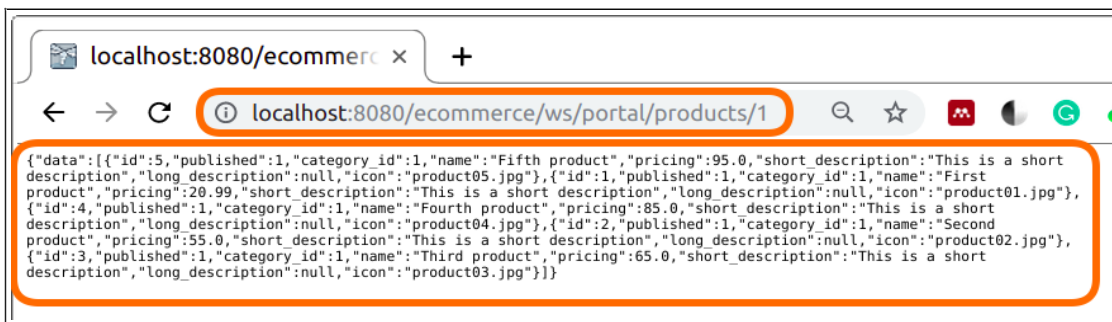 localhost:8080/ecommerc
localhost:8080/ecommerce/ws/portal/products/1
{"data":[{"id":5,"published":1,"category_id":1,"name":"Fifth product","pricing":95.0,"short_description":"This is a short
description","long_description":null,"icon":"product05.jpg"},{"id":1,"published":1,"category_id":1,"name":"First
product","pricing":20.99,"short_description":"This is a short description","long_description":null,"icon":"product01.jpg"},
{"id":4,"published":1,"category_id":1,"name":"Fourth product","pricing":85.0,"short_description":"This is a short
description","long_description":null,"icon":"product04.jpg"},{"id":2,"published":1,"category_id":1,"name":"Second
product","pricing":55.0,"short_description":"This is a short description","long_description":null,"icon":"product02.jpg"},
{"id":3,"published":1,"category_id":1,"name":"Third product","pricing":65.0,"short_description":"This is a short
description","long_description":null,"icon":"product03.jpg"}]}